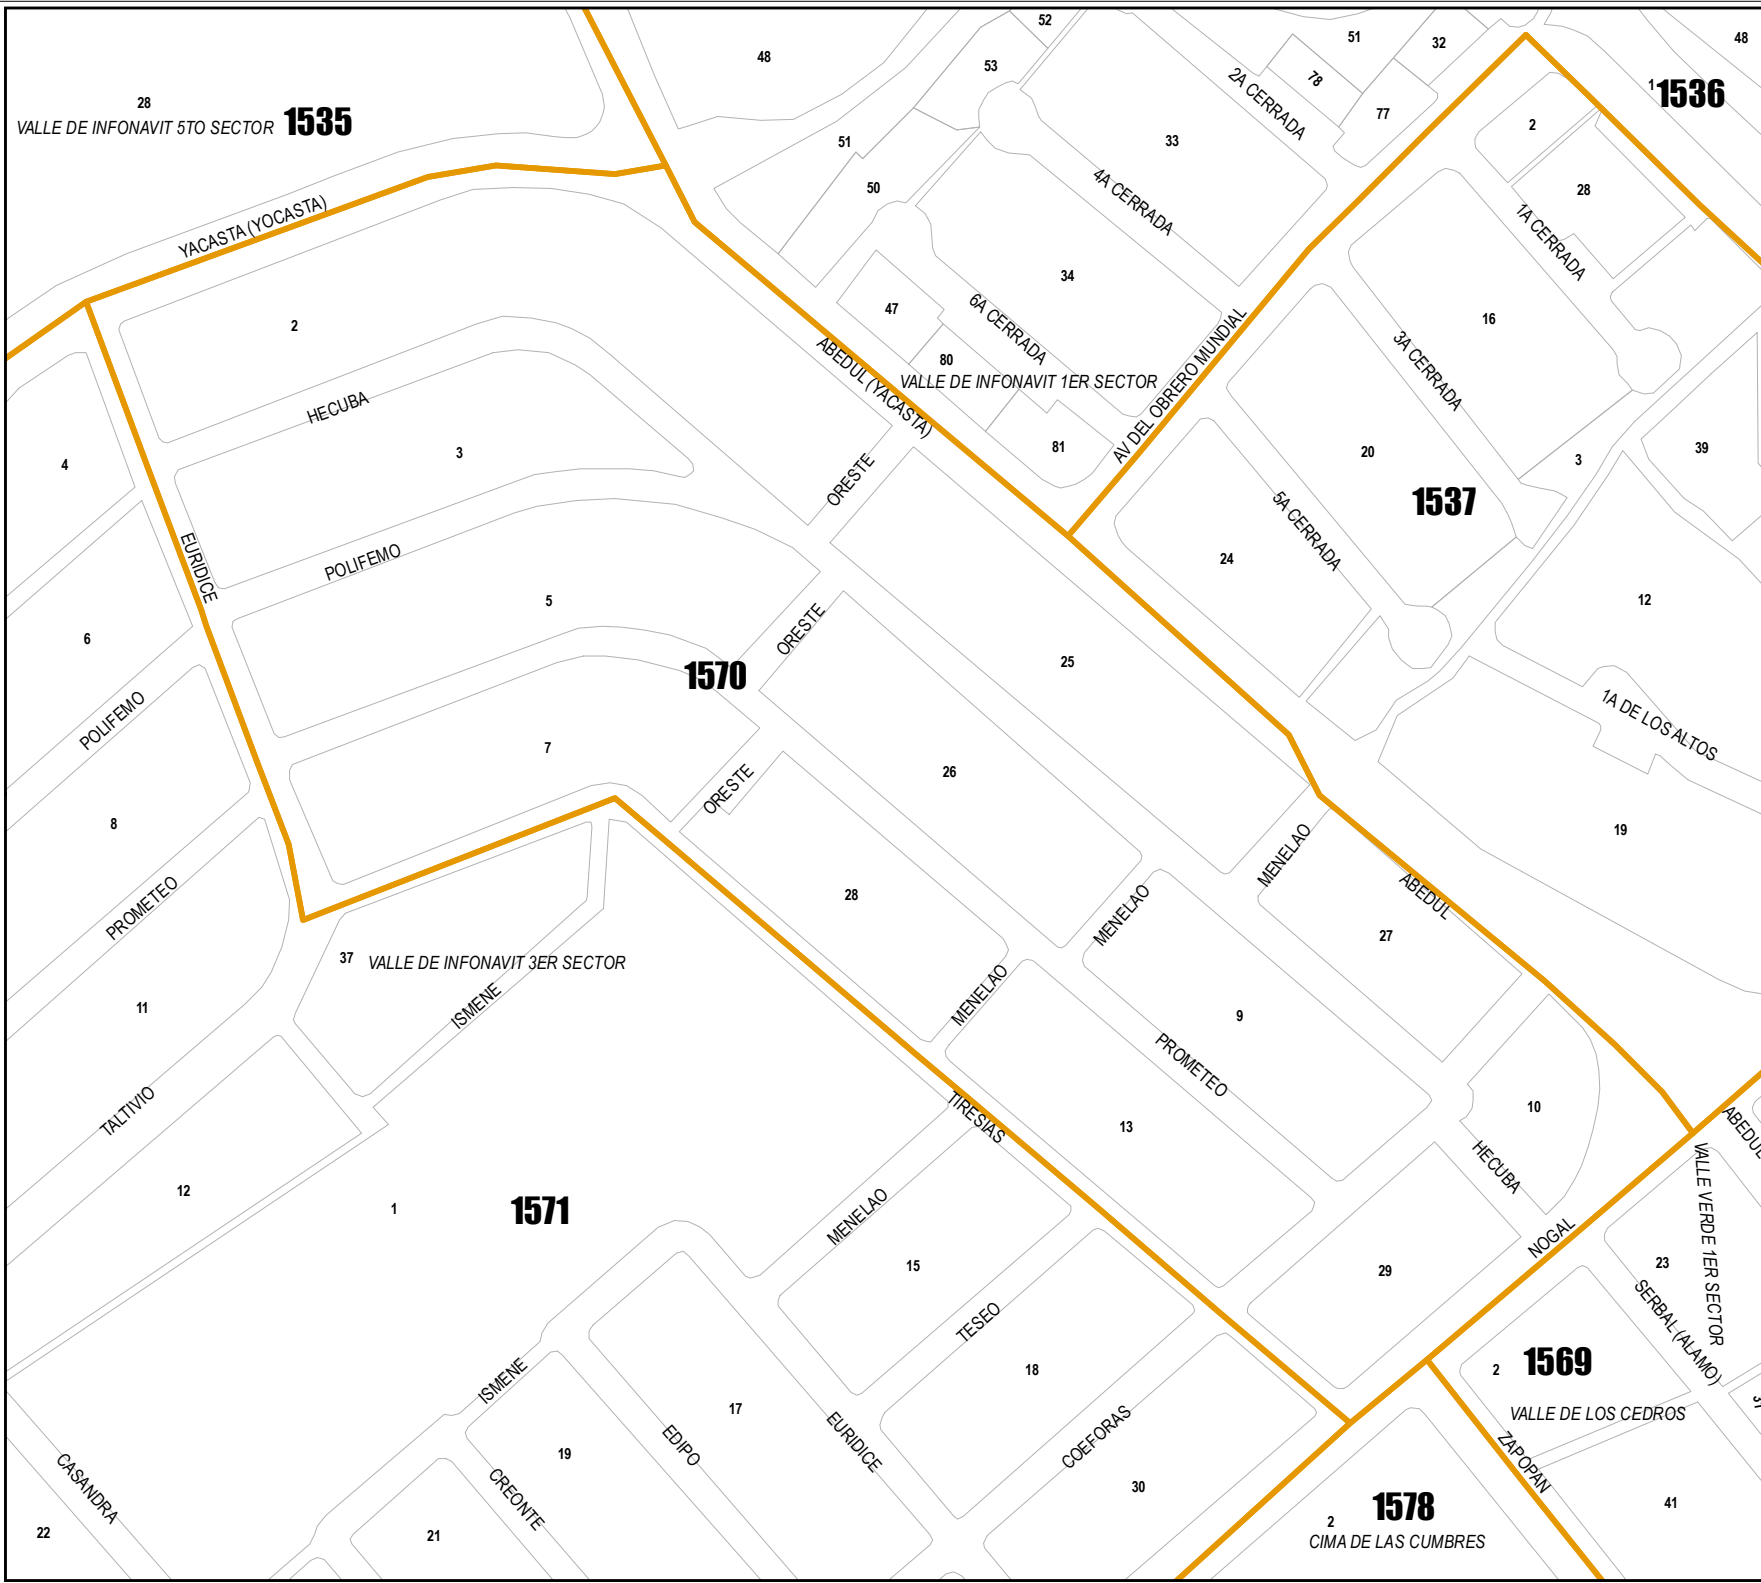 52
48
51
32
48
53
28
2A CERRADA
78
1
1536
VALLE DE INFONAVIT 5TO SECTOR
1535
77
2
51
33
50
4A CERRADA
28
YACASTA (YOCASTA)
1A CERRADA
34
47
6A CERRADA
16
2
3A CERRADA
ABEDUL (YACASTA)
80
VALLE DE INFONAVIT 1ER SECTOR
AV DEL OBRERO MUNDIAL
HECUBA
3
81
20
3
39
4
ORESTE
1537
5A CERRADA
EURIDICE
POLIFEMO
24
5
12
6
ORESTE
25
1570
POLIFEMO
1A DE LOS ALTOS
7
26
ORESTE
8
19
MENELAO
28
ABEDUL
PROMETEO
MENELAO
27
37
VALLE DE INFONAVIT 3ER SECTOR
11
ISMENE
MENELAO
9
PROMETEO
TALTIVIO
TIRESIAS
13
10
ABEDUL
HECUBA
12
1
1571
MENELAO
NOGAL
VALLE VERDE 1ER SECTOR
15
29
23
TESEO
SERBAL (ALAMO)
18
2
1569
ISMENE
17
EURIDICE
VALLE DE LOS CEDROS
37
EDIPO
COEFORAS
19
ZAPOPAN
CASANDRA
CREONTE
30
1578
41
22
21
2
CIMA DE LAS CUMBRES